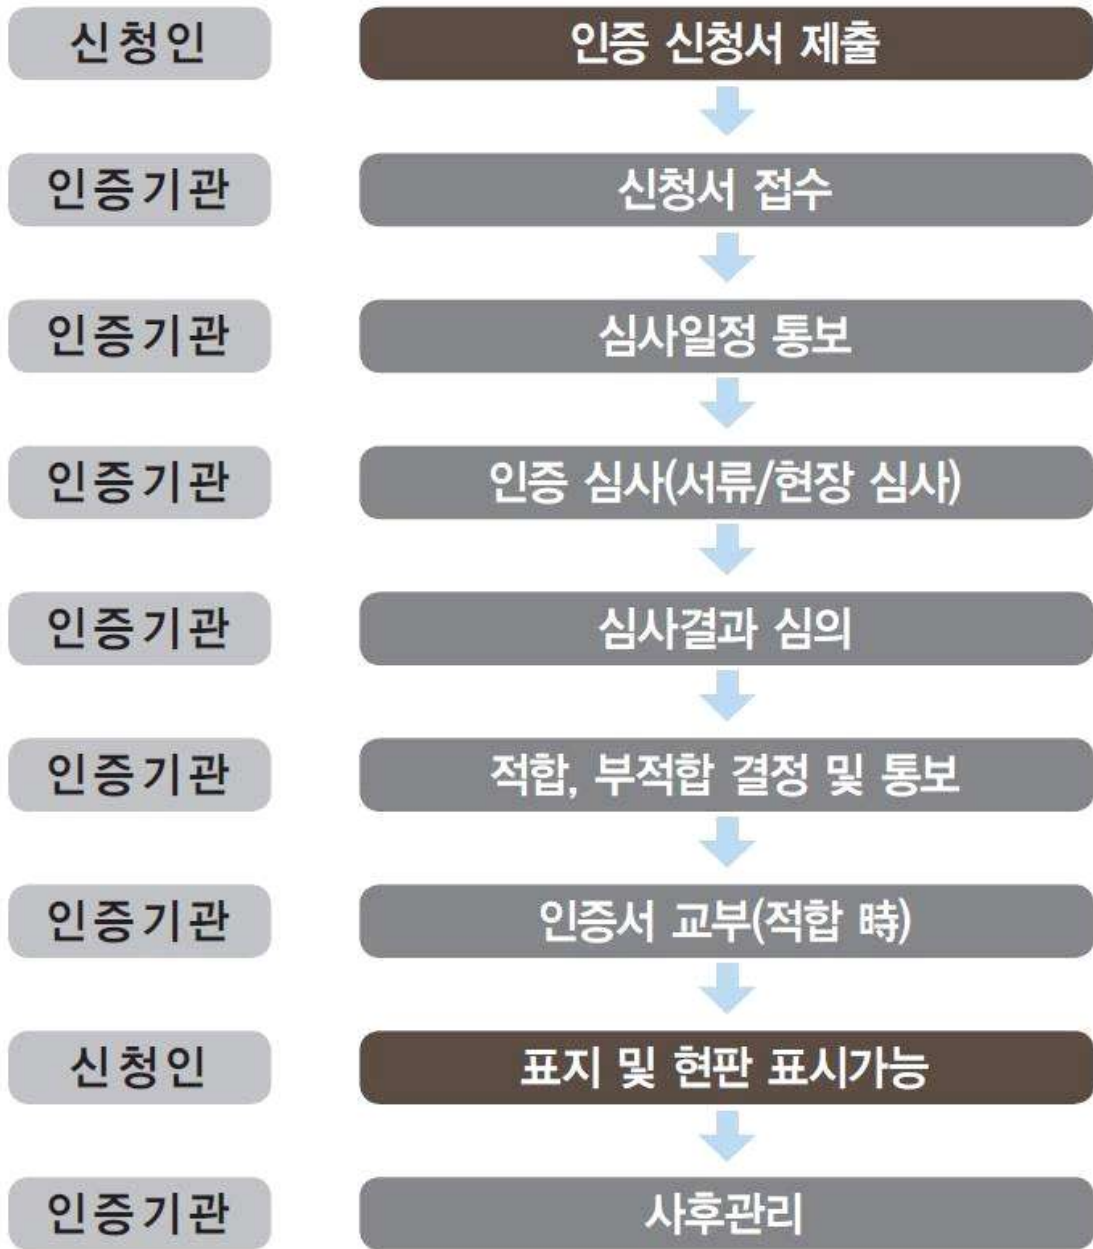 신청인 인증 신청서 제출
인증기관 신청서 접수
인증기관 심사일정 통보
인증기관 인증 심사(서류/현장 심사)
인증기관 심사결과 심의
인증기관 적합, 부적합 결정 및 통보
인증기관 인증서 교부(적합 時)
신청인 표지 및 현판 표시가능
인증기관 사후관리